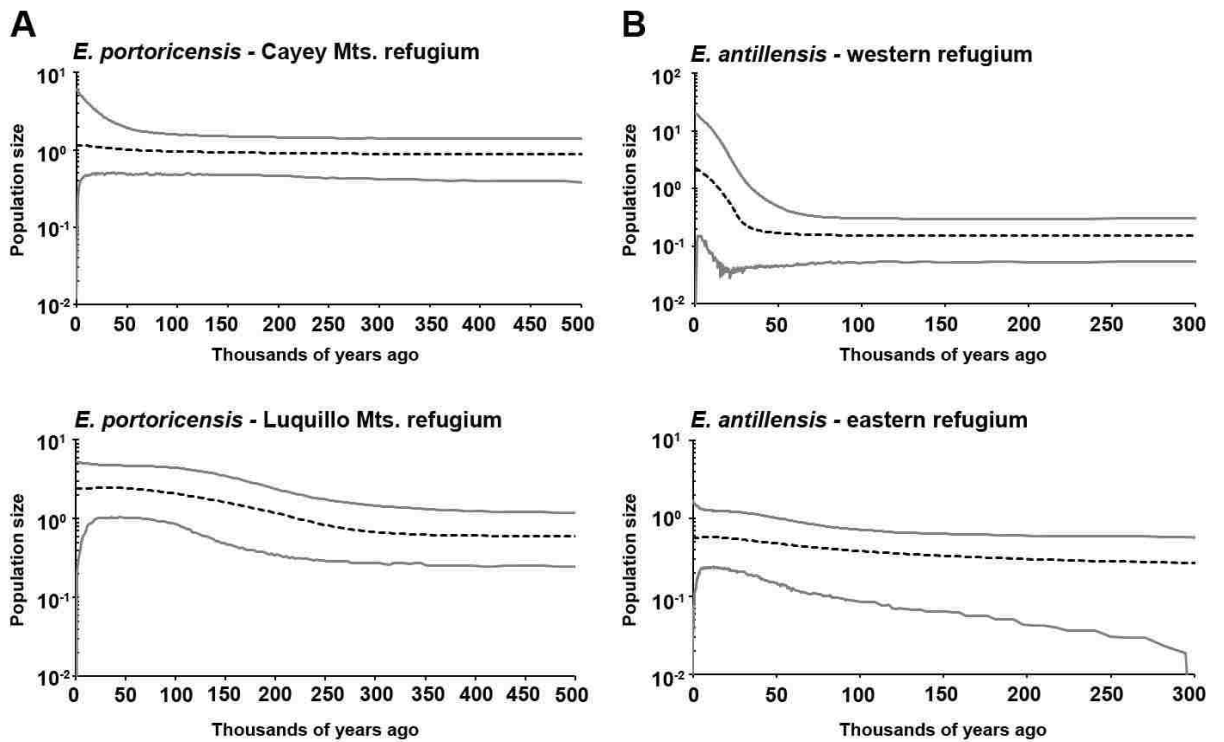 A
E. portoricensis - Cayey Mts. refugium
Population size
10^1
10^0
10^-1
10^-2
0 50 100 150 200 250 300 350 400 450 500
Thousands of years ago
E. portoricensis - Luquillo Mts. refugium
Population size
10^1
10^0
10^-1
10^-2
0 50 100 150 200 250 300 350 400 450 500
Thousands of years ago
B
E. antillensis - western refugium
Population size
10^2
10^1
10^0
10^-1
10^-2
0 50 100 150 200 250 300
Thousands of years ago
E. antillensis - eastern refugium
Population size
10^1
10^0
10^-1
10^-2
0 50 100 150 200 250 300
Thousands of years ago